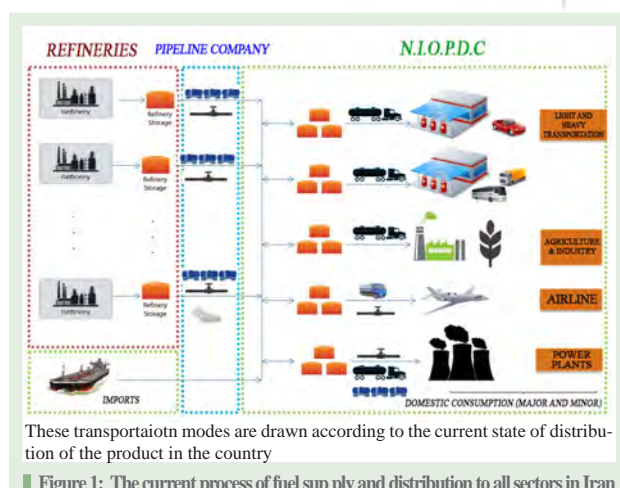 REFINERIES PIPELINE COMPANY N.I.O.P.D.C
Refinery
Refinery
Storage
LIGHT AND
HEAVY
TRANSPORTATION
Refinery
Refinery
Storage
AGRICULTURE
& INDUSTRY
Refinery
Refinery
Storage
AIRLINE
POWER
PLANTS
IMPORTS
DOMESTIC CONSUMPTION (MAJOR AND MINOR)
These transportaiotn modes are drawn according to the current state of distribu-
tion of the product in the country
Figure 1: The current process of fuel sup ply and distribution to all sectors in Iran